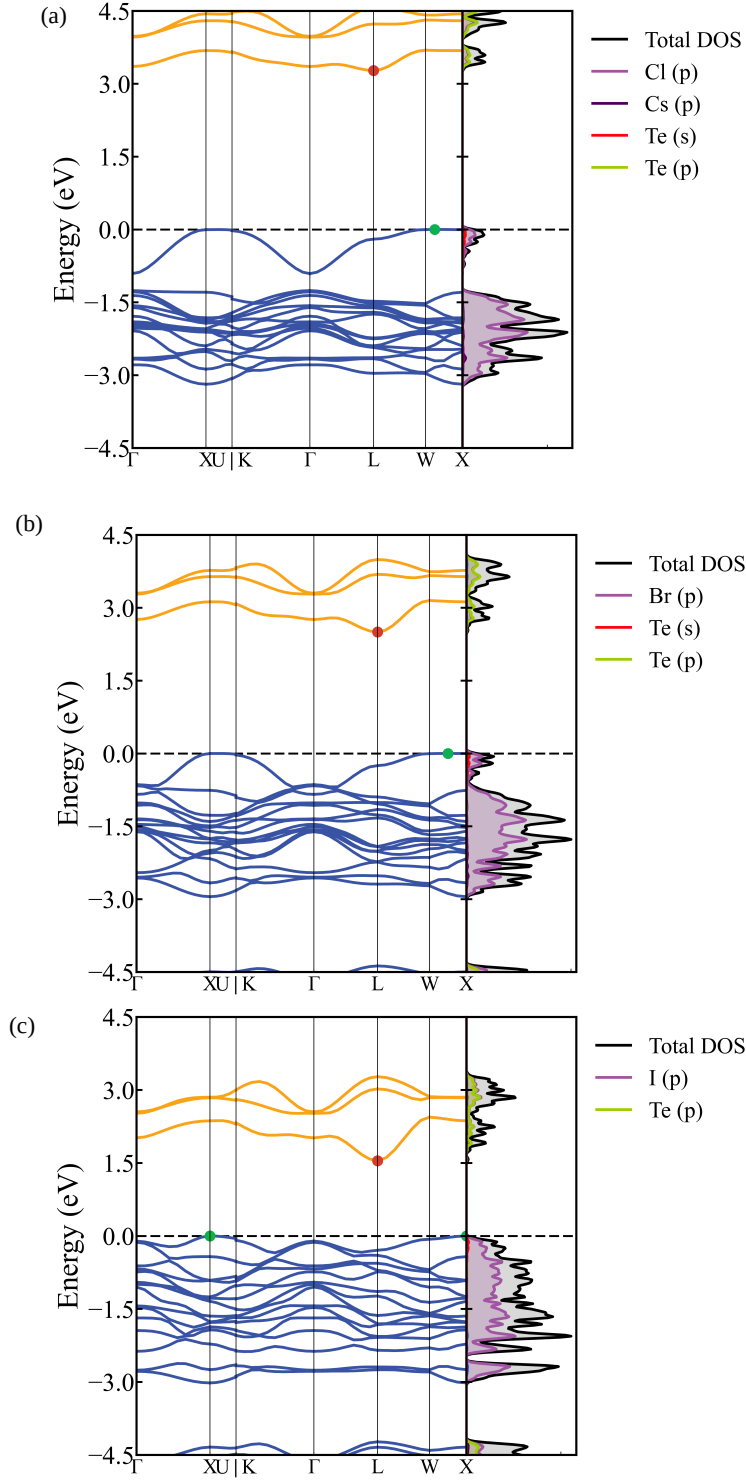 (a)
4.5
3.0
1.5
0.0
−1.5
−3.0
−4.5
Energy (eV)
Γ X U | K Γ L W X
Total DOS
Cl (p)
Cs (p)
Te (s)
Te (p)
(b)
4.5
3.0
1.5
0.0
−1.5
−3.0
−4.5
Energy (eV)
Γ X U | K Γ L W X
Total DOS
Br (p)
Te (s)
Te (p)
(c)
4.5
3.0
1.5
0.0
−1.5
−3.0
−4.5
Energy (eV)
Γ X U | K Γ L W X
Total DOS
I (p)
Te (p)